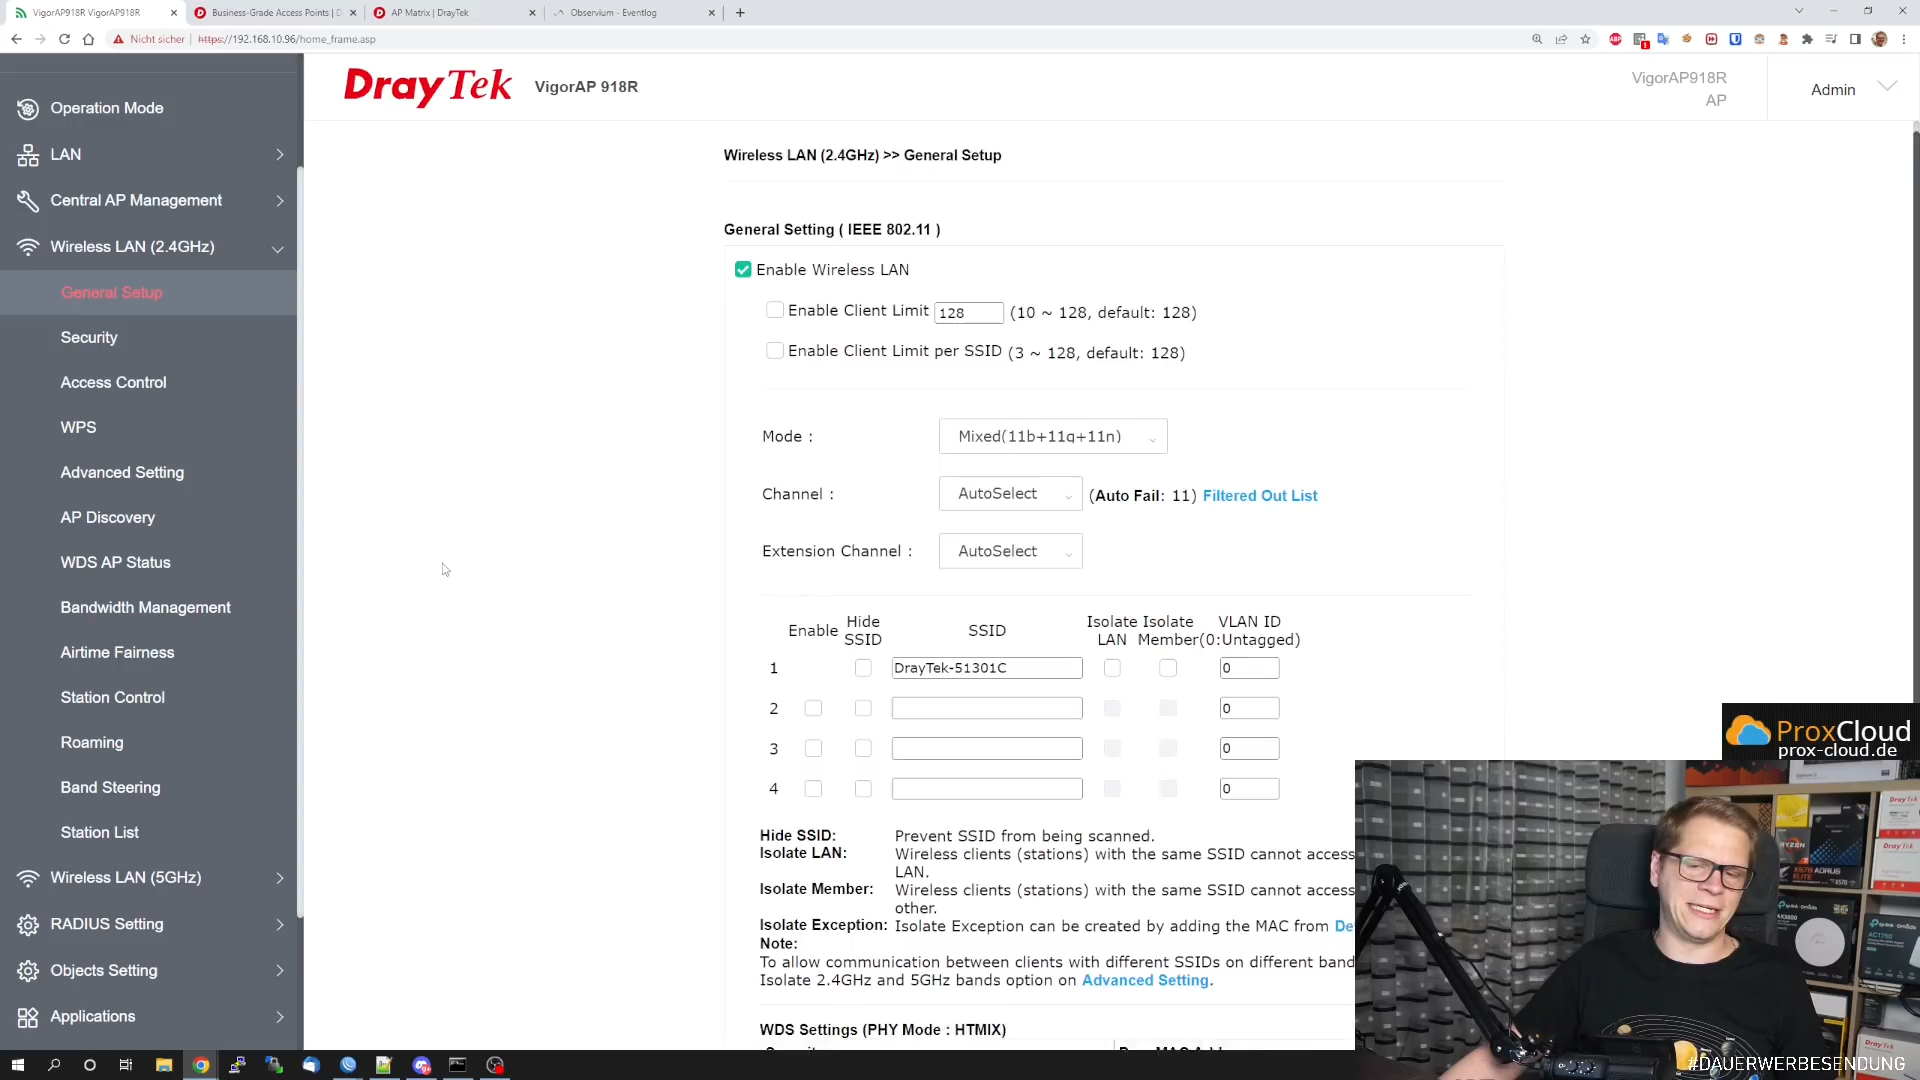 VigorAP918R VigorAP918R
Business-Grade Access Points | D
AP Matrix | DrayTek
Observium - Eventlog
Nicht sicher | https://192.168.10.96/home_frame.asp
DrayTek VigorAP 918R
VigorAP918R
AP
Admin
Operation Mode
LAN
Central AP Management
Wireless LAN (2.4GHz)
General Setup
Security
Access Control
WPS
Advanced Setting
AP Discovery
WDS AP Status
Bandwidth Management
Airtime Fairness
Station Control
Roaming
Band Steering
Station List
Wireless LAN (5GHz)
RADIUS Setting
Objects Setting
Applications
Wireless LAN (2.4GHz) >> General Setup
General Setting ( IEEE 802.11 )
Enable Wireless LAN
Enable Client Limit 128 (10 ~ 128, default: 128)
Enable Client Limit per SSID (3 ~ 128, default: 128)
Mode : Mixed(11b+11g+11n)
Channel : AutoSelect (Auto Fail: 11) Filtered Out List
Extension Channel : AutoSelect
Enable Hide SSID SSID Isolate LAN Isolate Member VLAN ID (0:Untagged)
1 DrayTek-51301C 0
2 0
3 0
4 0
Hide SSID: Prevent SSID from being scanned.
Isolate LAN: Wireless clients (stations) with the same SSID cannot access
LAN.
Isolate Member: Wireless clients (stations) with the same SSID cannot access
other.
Isolate Exception: Isolate Exception can be created by adding the MAC from De
Note:
To allow communication between clients with different SSIDs on different band
Isolate 2.4GHz and 5GHz bands option on Advanced Setting.
WDS Settings (PHY Mode : HTMIX)
ProxCloud
prox-cloud.de
DrayTek
RYZEN
X570
tp-link
AX3000
tp-link
AC1750
#DAUERWERBESENDUNG